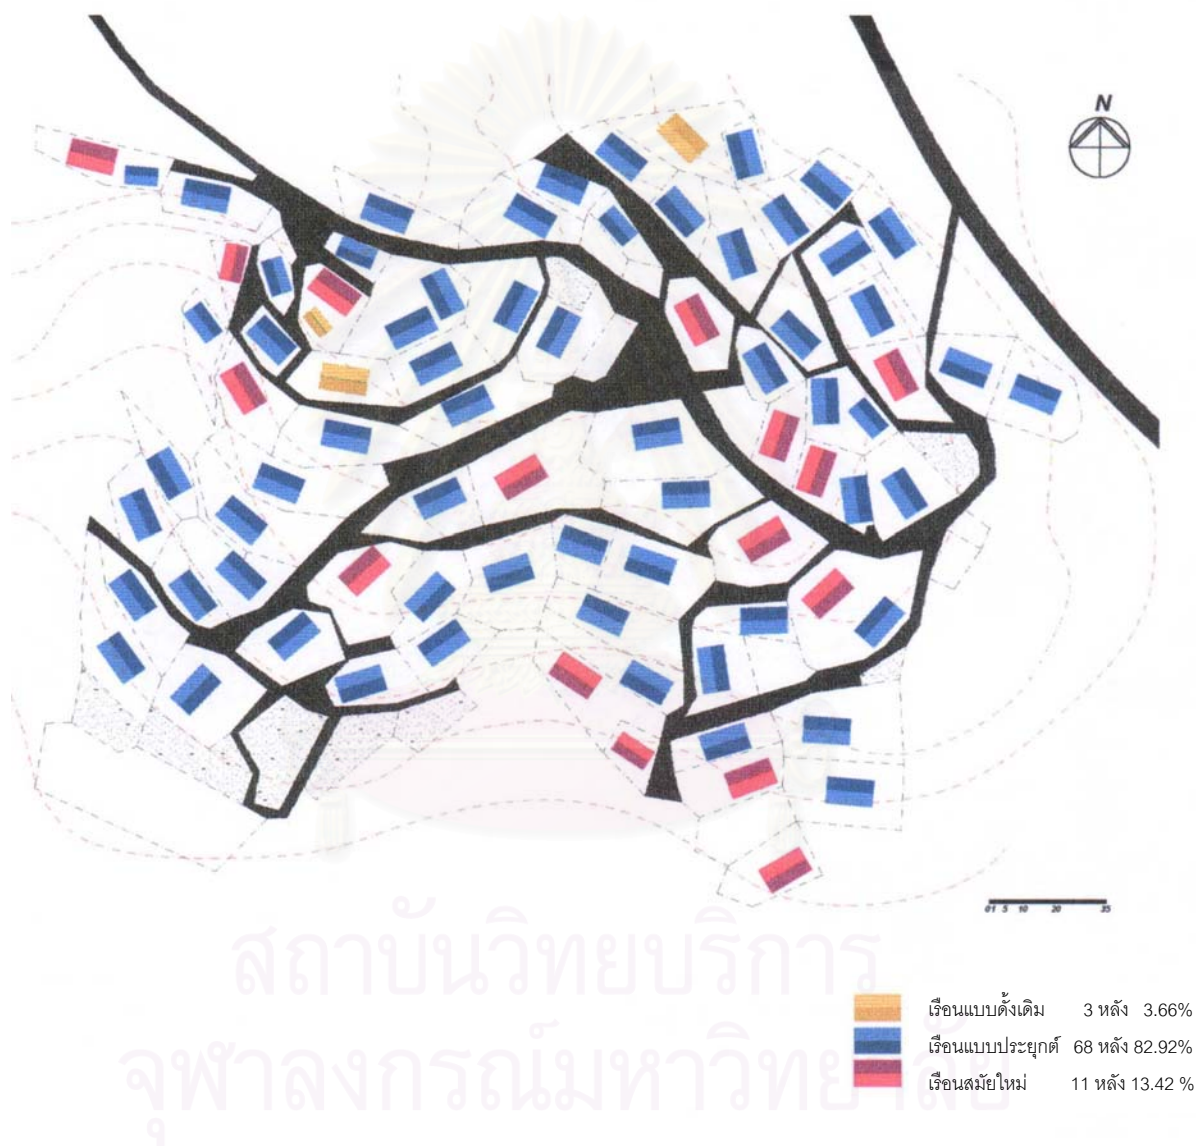 N
01 5 10 20 35
สถาบันวิทยบริการ
จุฬาลงกรณ์มหาวิทยาลัย
เรือนแบบดั้งเดิม 3 หลัง 3.66%
เรือนแบบประยุกต์ 68 หลัง 82.92%
เรือนสมัยใหม่ 11 หลัง 13.42 %